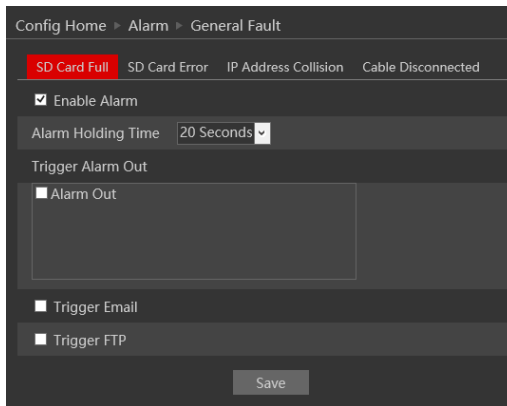 Config Home ▶ Alarm ▶ General Fault
SD Card Full SD Card Error IP Address Collision Cable Disconnected
Enable Alarm
Alarm Holding Time 20 Seconds
Trigger Alarm Out
Alarm Out
Trigger Email
Trigger FTP
Save